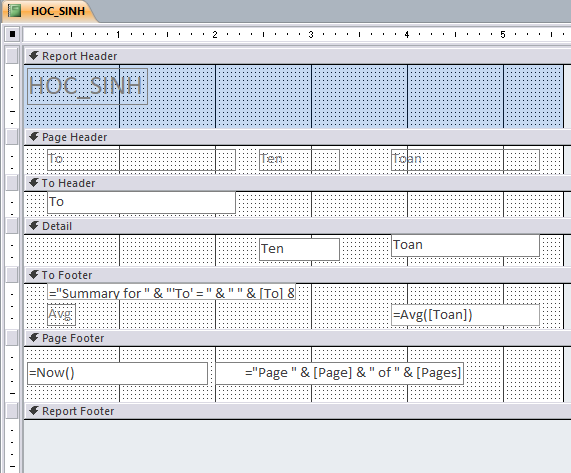 HOC_SINH
1 2 3 4 5
Report Header
HOC_SINH
Page Header
To Ten Toan
To Header
To
Detail
Ten Toan
To Footer
="Summary for " & "'To' = " & " " & [To] &
Avg =Avg([Toan])
Page Footer
=Now() ="Page " & [Page] & " of " & [Pages]
Report Footer